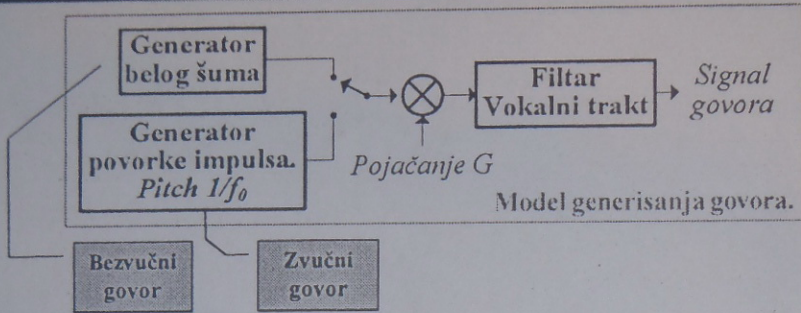 Generator
belog šuma
Generator
povorke impulsa.
Pitch 1/f₀
Pojačanje G
Filtar
Vokalni trakt
Signal
govora
Model generisanja govora.
Bezvučni
govor
Zvučni
govor